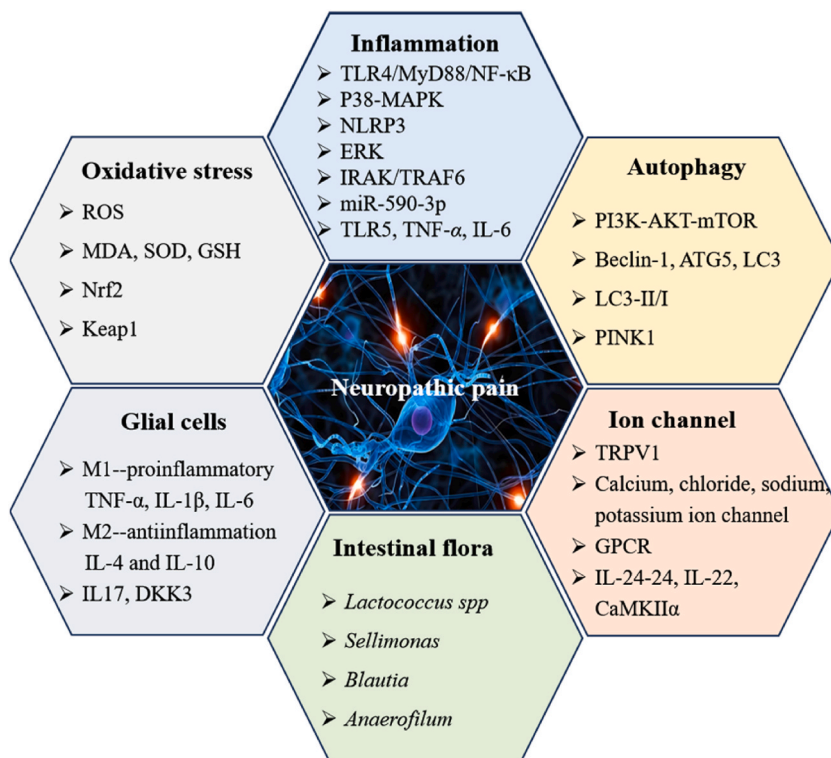 Inflammation
➢ TLR4/MyD88/NF-κB
➢ P38-MAPK
➢ NLRP3
➢ ERK
➢ IRAK/TRAF6
➢ miR-590-3p
➢ TLR5, TNF-α, IL-6
Oxidative stress
➢ ROS
➢ MDA, SOD, GSH
➢ Nrf2
➢ Keap1
Autophagy
➢ PI3K-AKT-mTOR
➢ Beclin-1, ATG5, LC3
➢ LC3-II/I
➢ PINK1
Neuropathic pain
Glial cells
➢ M1--proinflammatory
TNF-α, IL-1β, IL-6
➢ M2--antiinflammation
IL-4 and IL-10
➢ IL17, DKK3
Ion channel
➢ TRPV1
➢ Calcium, chloride, sodium,
potassium ion channel
➢ GPCR
➢ IL-24-24, IL-22,
CaMKIIα
Intestinal flora
➢ Lactococcus spp
➢ Sellimonas
➢ Blautia
➢ Anaerofilum